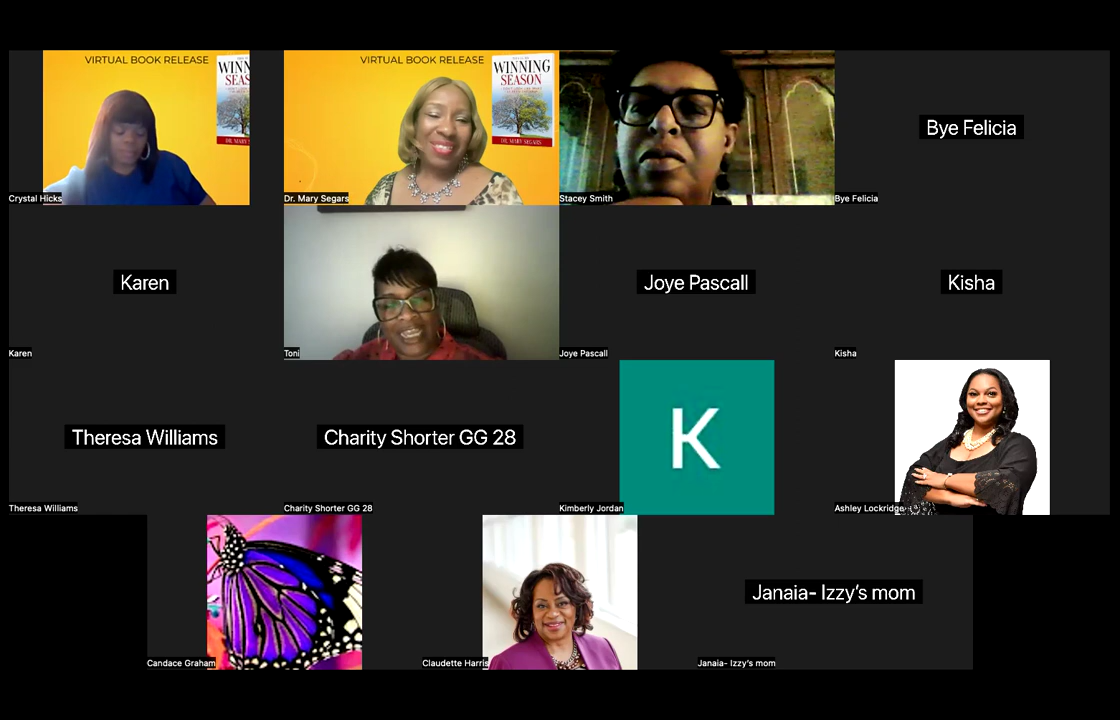 VIRTUAL BOOK RELEASE
WINNING
SEAS
DR. MARY
Crystal Hicks
VIRTUAL BOOK RELEASE
WINNING
SEASON
DR. MARY SEGARS
Dr. Mary Segars
Stacey Smith
Bye Felicia
Bye Felicia
Karen
Karen
Toni
Joye Pascall
Joye Pascall
Kisha
Kisha
Theresa Williams
Theresa Williams
Charity Shorter GG 28
Charity Shorter GG 28
K
Kimberly Jordan
Ashley Lockridge
Candace Graham
Claudette Harris
Janaia- Izzy’s mom
Janaia- Izzy’s mom